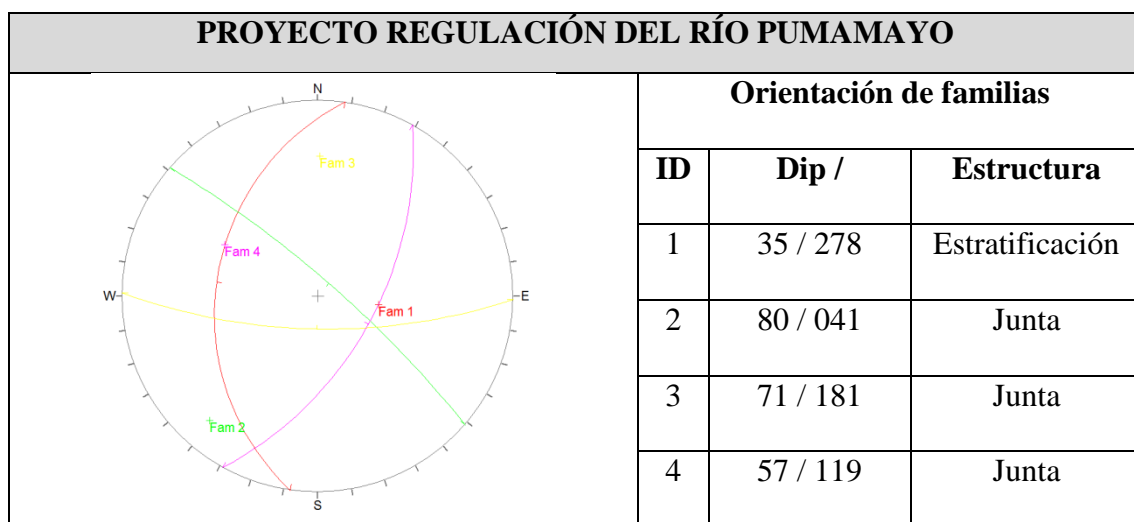 PROYECTO REGULACIÓN DEL RÍO PUMAMAYO
N
Fam 3
Fam 4
W
E
Fam 1
Fam 2
S
Orientación de familias
ID Dip / Estructura
1 35 / 278 Estratificación
2 80 / 041 Junta
3 71 / 181 Junta
4 57 / 119 Junta